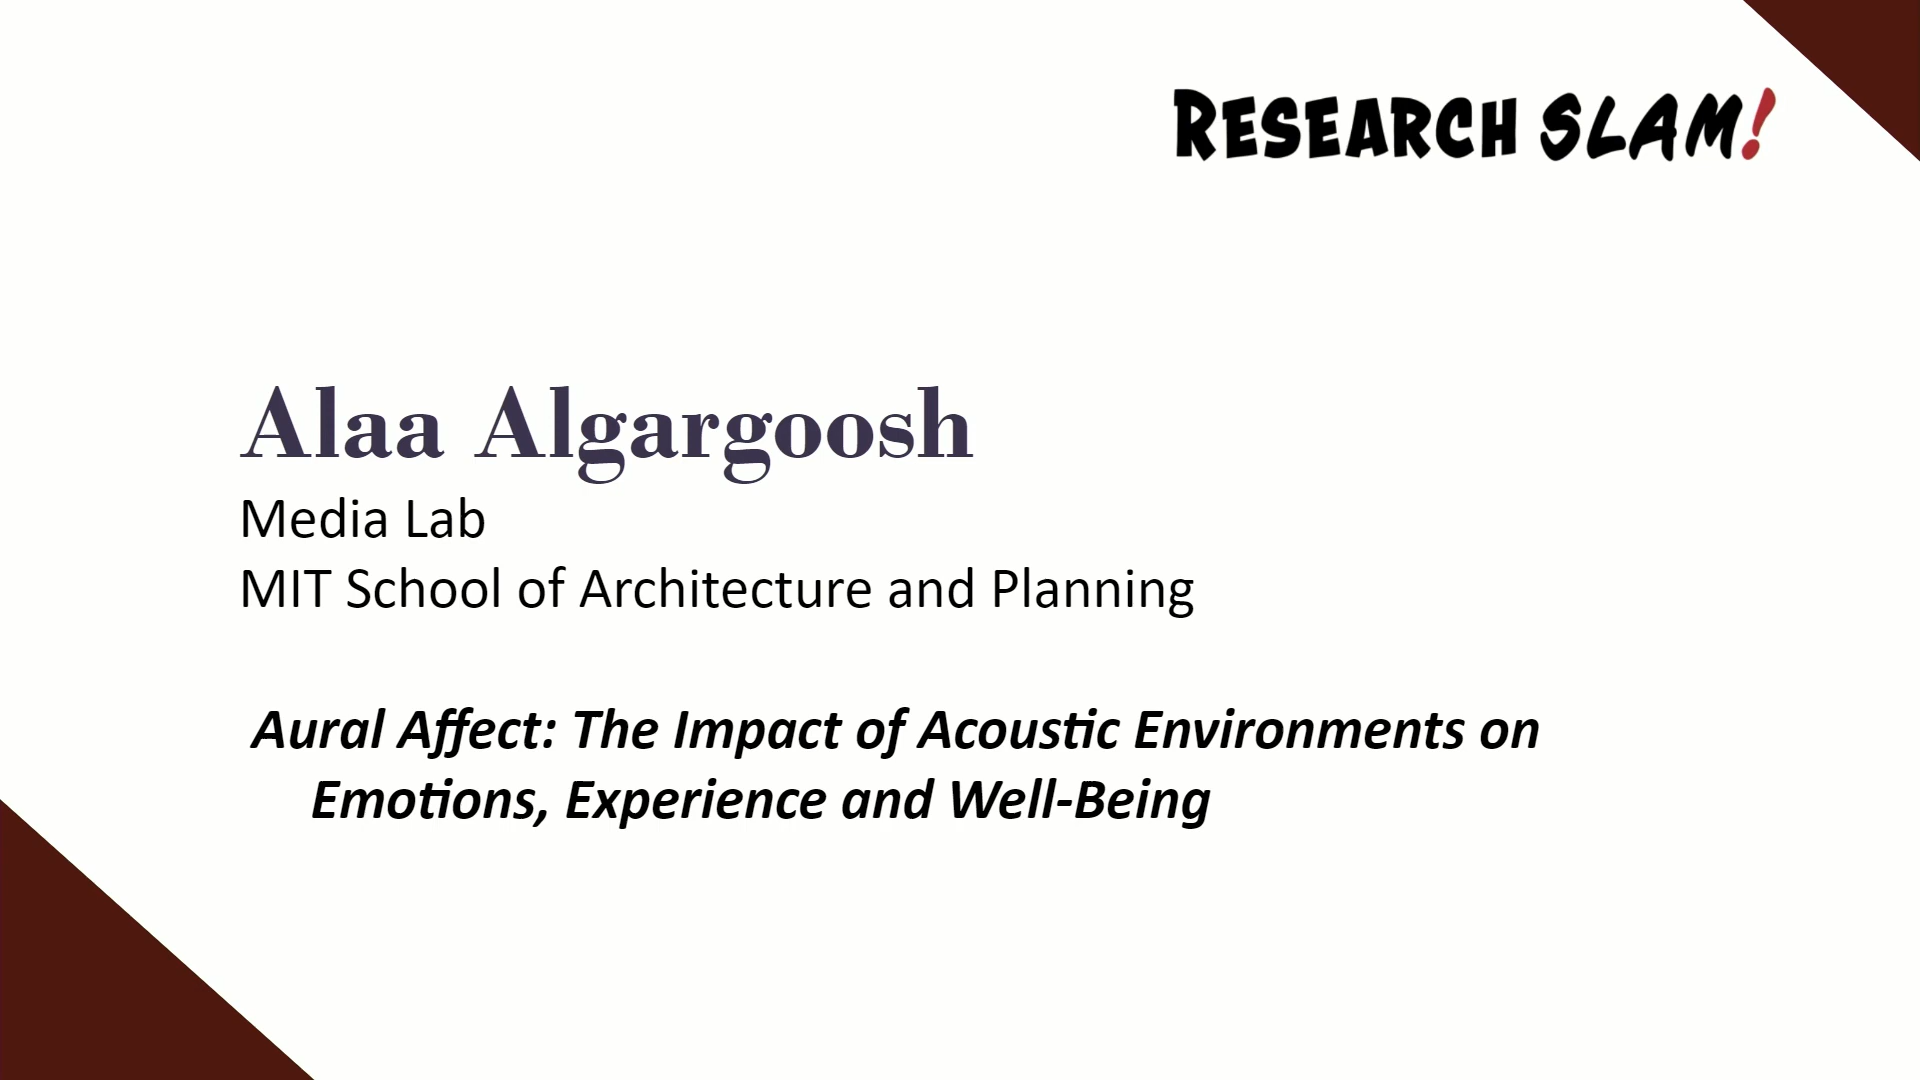 RESEARCH SLAM!
Alaa Algargoosh
Media Lab
MIT School of Architecture and Planning
Aural Affect: The Impact of Acoustic Environments on
Emotions, Experience and Well-Being